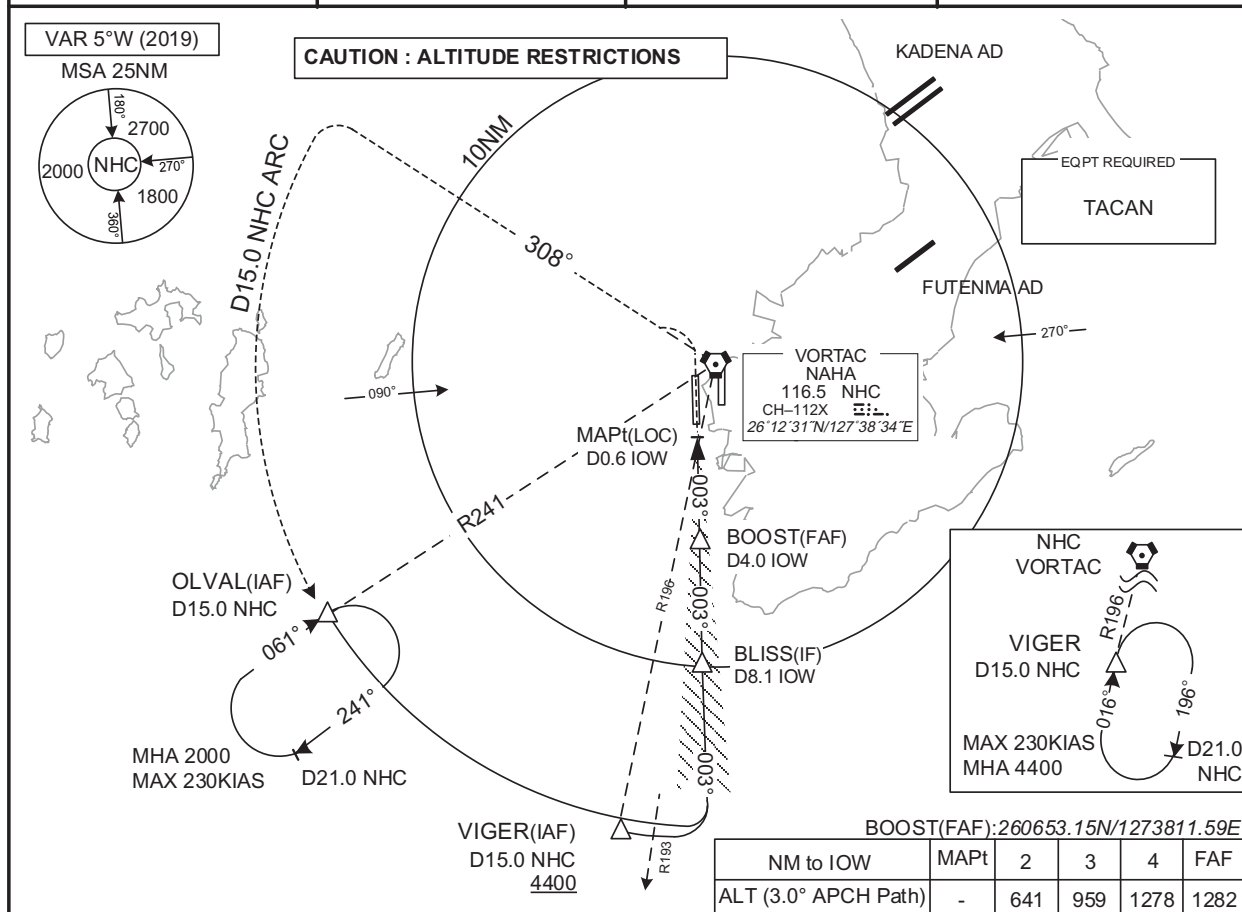 VAR 5°W (2019)
MSA 25NM
180°
2700
NHC
2000
270°
1800
360°
CAUTION : ALTITUDE RESTRICTIONS
KADENA AD
10NM
D15.0 NHC ARC
308°
EQPT REQUIRED
TACAN
FUTENMA AD
270°
090°
VORTAC
NAHA
116.5 NHC
CH–112X
26°12′31″N/127°38′34″E
MAPt(LOC)
D0.6 IOW
003°
R241
BOOST(FAF)
D4.0 IOW
R196
003°
OLVAL(IAF)
D15.0 NHC
061°
241°
BLISS(IF)
D8.1 IOW
003°
MHA 2000
MAX 230KIAS
D21.0 NHC
VIGER(IAF)
D15.0 NHC
4400
R193
NHC
VORTAC
R196
VIGER
D15.0 NHC
016°
196°
MAX 230KIAS
MHA 4400
D21.0
NHC
BOOST(FAF):260653.15N/1273811.59E
NM to IOW MAPt 2 3 4 FAF
ALT (3.0° APCH Path) - 641 959 1278 1282